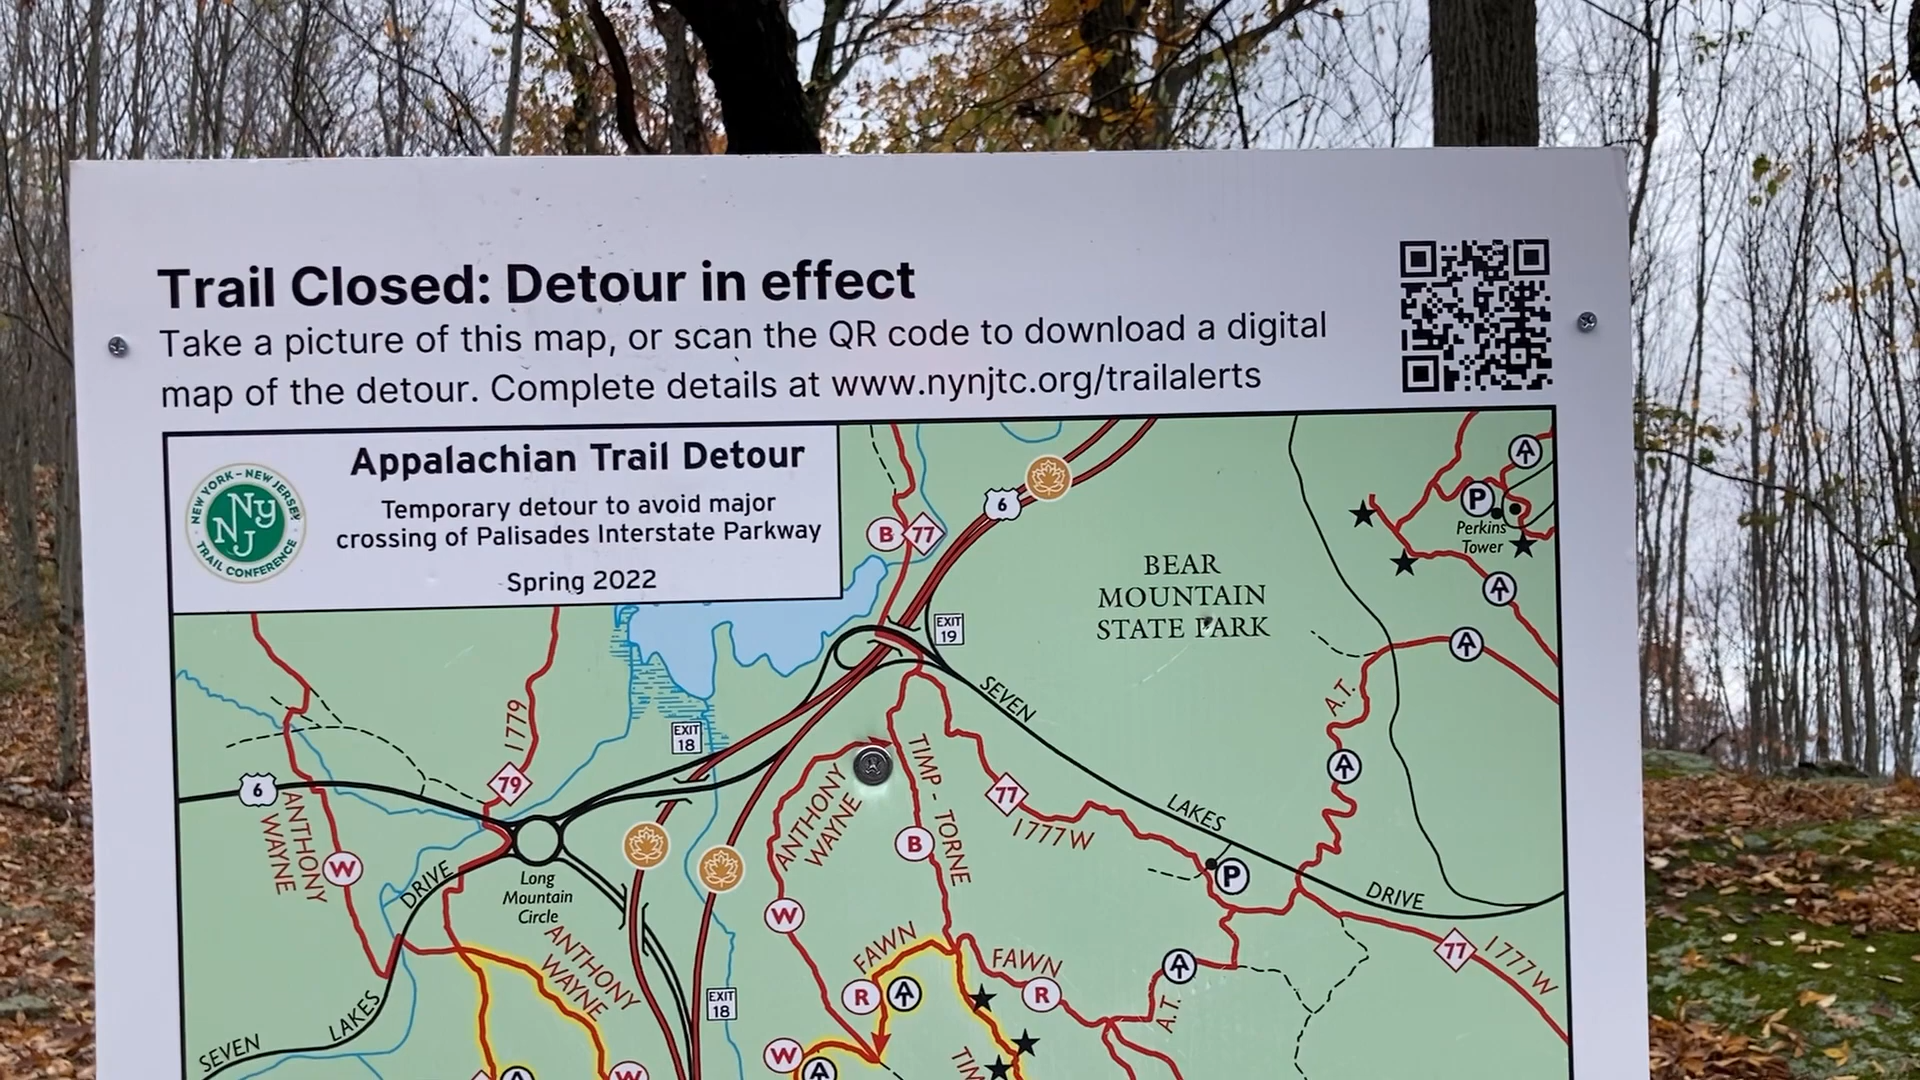 Trail Closed: Detour in effect
Take a picture of this map, or scan the QR code to download a digital
map of the detour. Complete details at www.nynjtc.org/trailalerts
Appalachian Trail Detour
Temporary detour to avoid major
crossing of Palisades Interstate Parkway
Spring 2022
NEW YORK - NEW JERSEY
NY
NJ
TRAIL CONFERENCE
6
B
77
P
Perkins
Tower
A
A
BEAR
MOUNTAIN
STATE PARK
EXIT
19
A
SEVEN
A.T.
1779
EXIT
18
79
6
ANTHONY
WAYNE
A
TIMP - TORNE
77
1777W
LAKES
ANTHONY
WAYNE
B
W
P
DRIVE
DRIVE
Long
Mountain
Circle
W
77
1777W
ANTHONY
WAYNE
FAWN
FAWN
A
R
A
R
A.T.
EXIT
18
SEVEN
LAKES
W
A
TIM
A
W